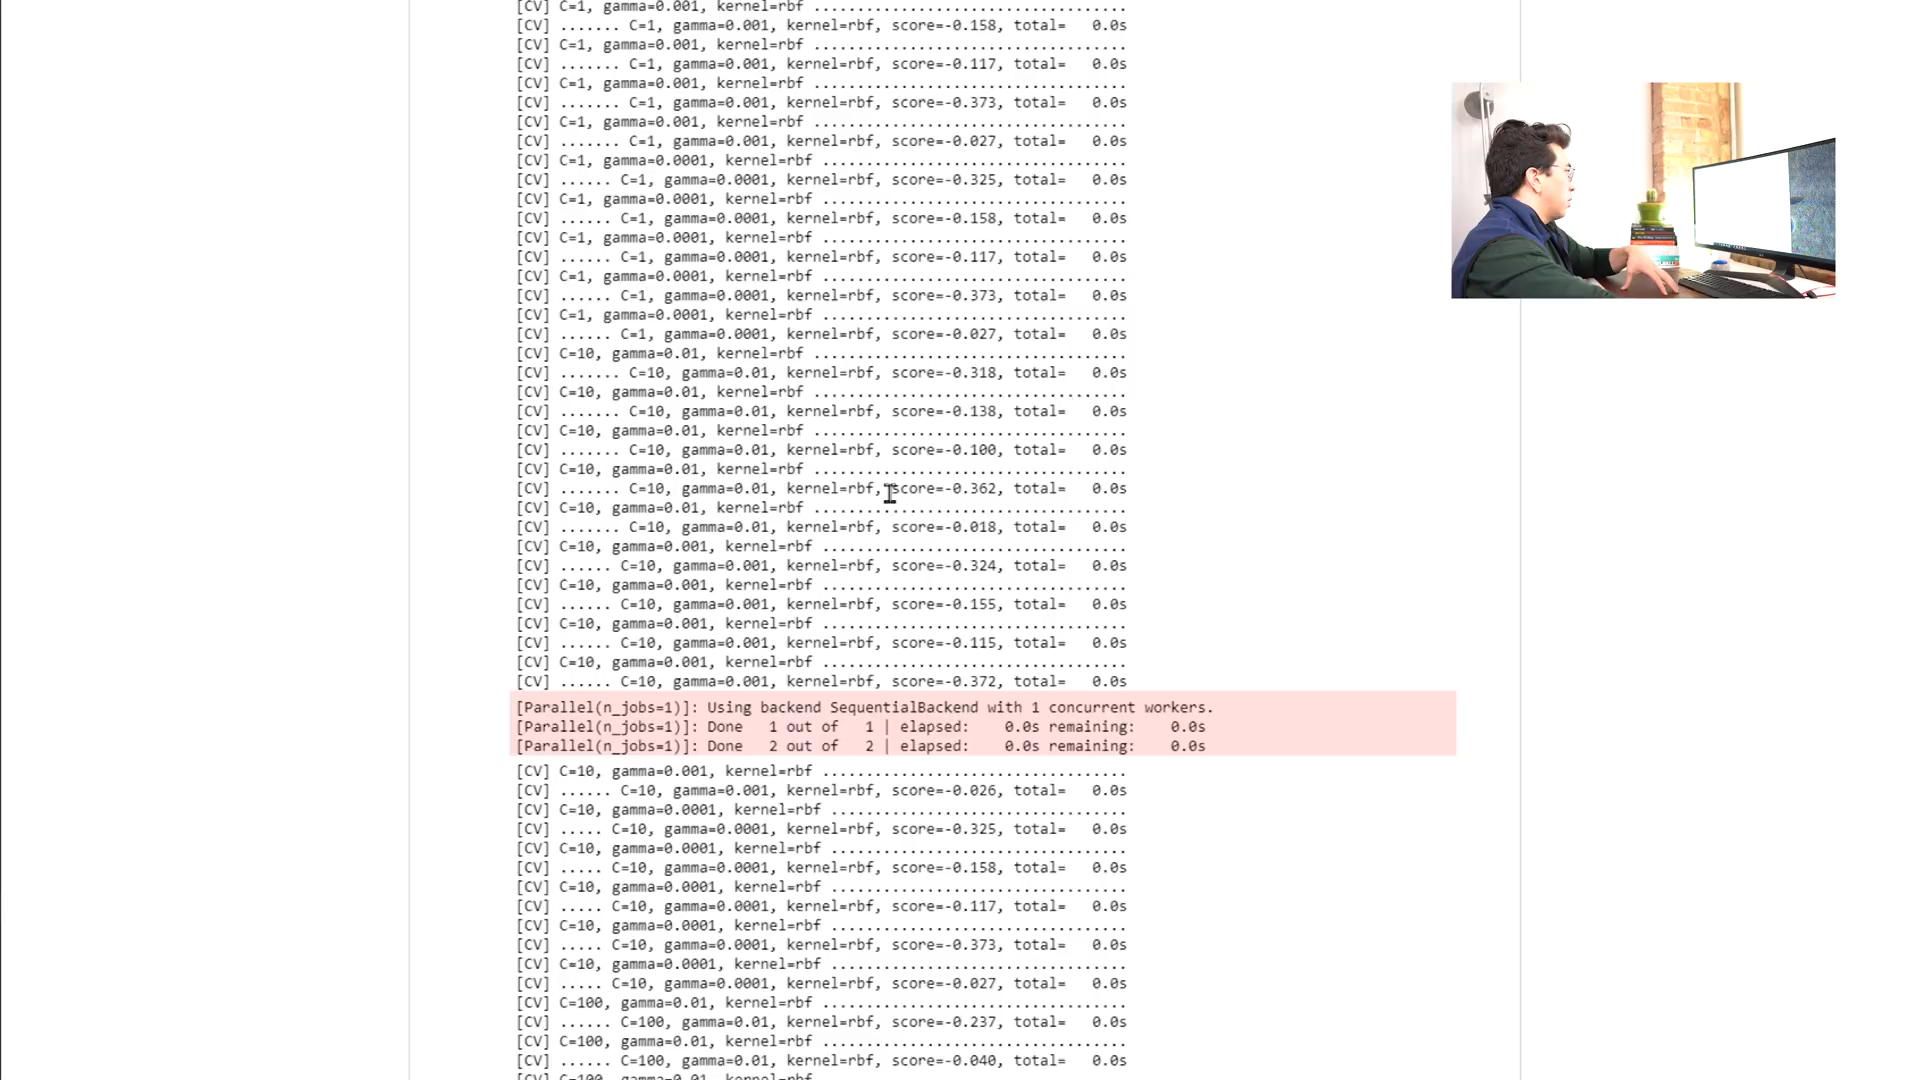 [CV] C=1, gamma=0.001, kernel=rbf ....................................
[CV] ....... C=1, gamma=0.001, kernel=rbf, score=-0.158, total=   0.0s
[CV] C=1, gamma=0.001, kernel=rbf ....................................
[CV] ....... C=1, gamma=0.001, kernel=rbf, score=-0.117, total=   0.0s
[CV] C=1, gamma=0.001, kernel=rbf ....................................
[CV] ....... C=1, gamma=0.001, kernel=rbf, score=-0.373, total=   0.0s
[CV] C=1, gamma=0.001, kernel=rbf ....................................
[CV] ....... C=1, gamma=0.001, kernel=rbf, score=-0.027, total=   0.0s
[CV] C=1, gamma=0.0001, kernel=rbf ...................................
[CV] ...... C=1, gamma=0.0001, kernel=rbf, score=-0.325, total=   0.0s
[CV] C=1, gamma=0.0001, kernel=rbf ...................................
[CV] ...... C=1, gamma=0.0001, kernel=rbf, score=-0.158, total=   0.0s
[CV] C=1, gamma=0.0001, kernel=rbf ...................................
[CV] ...... C=1, gamma=0.0001, kernel=rbf, score=-0.117, total=   0.0s
[CV] C=1, gamma=0.0001, kernel=rbf ...................................
[CV] ...... C=1, gamma=0.0001, kernel=rbf, score=-0.373, total=   0.0s
[CV] C=1, gamma=0.0001, kernel=rbf ...................................
[CV] ...... C=1, gamma=0.0001, kernel=rbf, score=-0.027, total=   0.0s
[CV] C=10, gamma=0.01, kernel=rbf ....................................
[CV] ....... C=10, gamma=0.01, kernel=rbf, score=-0.318, total=   0.0s
[CV] C=10, gamma=0.01, kernel=rbf ....................................
[CV] ....... C=10, gamma=0.01, kernel=rbf, score=-0.138, total=   0.0s
[CV] C=10, gamma=0.01, kernel=rbf ....................................
[CV] ....... C=10, gamma=0.01, kernel=rbf, score=-0.100, total=   0.0s
[CV] C=10, gamma=0.01, kernel=rbf ....................................
[CV] ....... C=10, gamma=0.01, kernel=rbf, score=-0.362, total=   0.0s
[CV] C=10, gamma=0.01, kernel=rbf ....................................
[CV] ....... C=10, gamma=0.01, kernel=rbf, score=-0.018, total=   0.0s
[CV] C=10, gamma=0.001, kernel=rbf ...................................
[CV] ...... C=10, gamma=0.001, kernel=rbf, score=-0.324, total=   0.0s
[CV] C=10, gamma=0.001, kernel=rbf ...................................
[CV] ...... C=10, gamma=0.001, kernel=rbf, score=-0.155, total=   0.0s
[CV] C=10, gamma=0.001, kernel=rbf ...................................
[CV] ...... C=10, gamma=0.001, kernel=rbf, score=-0.115, total=   0.0s
[CV] C=10, gamma=0.001, kernel=rbf ...................................
[CV] ...... C=10, gamma=0.001, kernel=rbf, score=-0.372, total=   0.0s
[Parallel(n_jobs=1)]: Using backend SequentialBackend with 1 concurrent workers.
[Parallel(n_jobs=1)]: Done   1 out of   1 | elapsed:    0.0s remaining:    0.0s
[Parallel(n_jobs=1)]: Done   2 out of   2 | elapsed:    0.0s remaining:    0.0s
[CV] C=10, gamma=0.001, kernel=rbf ...................................
[CV] ...... C=10, gamma=0.001, kernel=rbf, score=-0.026, total=   0.0s
[CV] C=10, gamma=0.0001, kernel=rbf ..................................
[CV] ..... C=10, gamma=0.0001, kernel=rbf, score=-0.325, total=   0.0s
[CV] C=10, gamma=0.0001, kernel=rbf ..................................
[CV] ..... C=10, gamma=0.0001, kernel=rbf, score=-0.158, total=   0.0s
[CV] C=10, gamma=0.0001, kernel=rbf ..................................
[CV] ..... C=10, gamma=0.0001, kernel=rbf, score=-0.117, total=   0.0s
[CV] C=10, gamma=0.0001, kernel=rbf ..................................
[CV] ..... C=10, gamma=0.0001, kernel=rbf, score=-0.373, total=   0.0s
[CV] C=10, gamma=0.0001, kernel=rbf ..................................
[CV] ..... C=10, gamma=0.0001, kernel=rbf, score=-0.027, total=   0.0s
[CV] C=100, gamma=0.01, kernel=rbf ...................................
[CV] ...... C=100, gamma=0.01, kernel=rbf, score=-0.237, total=   0.0s
[CV] C=100, gamma=0.01, kernel=rbf ...................................
[CV] ...... C=100, gamma=0.01, kernel=rbf, score=-0.040, total=   0.0s